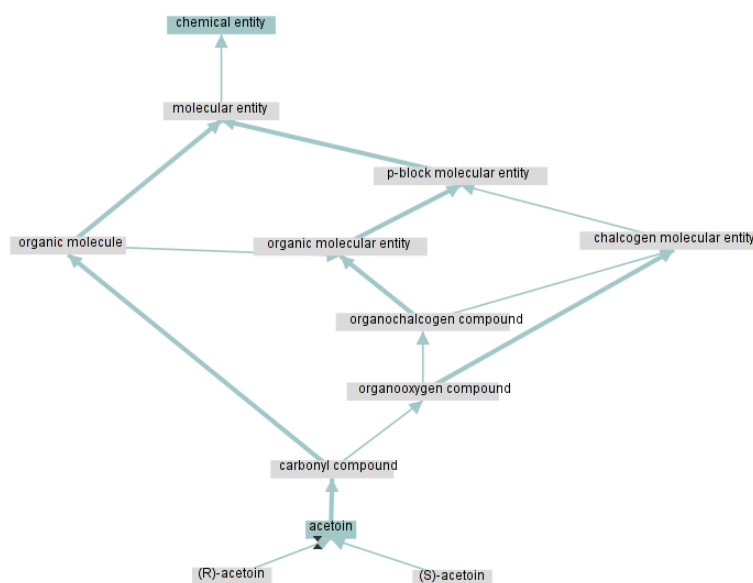 chemical entity
molecular entity
p-block molecular entity
organic molecule
organic molecular entity
chalcogen molecular entity
organochalcogen compound
organooxygen compound
carbonyl compound
acetoin
(R)-acetoin
(S)-acetoin